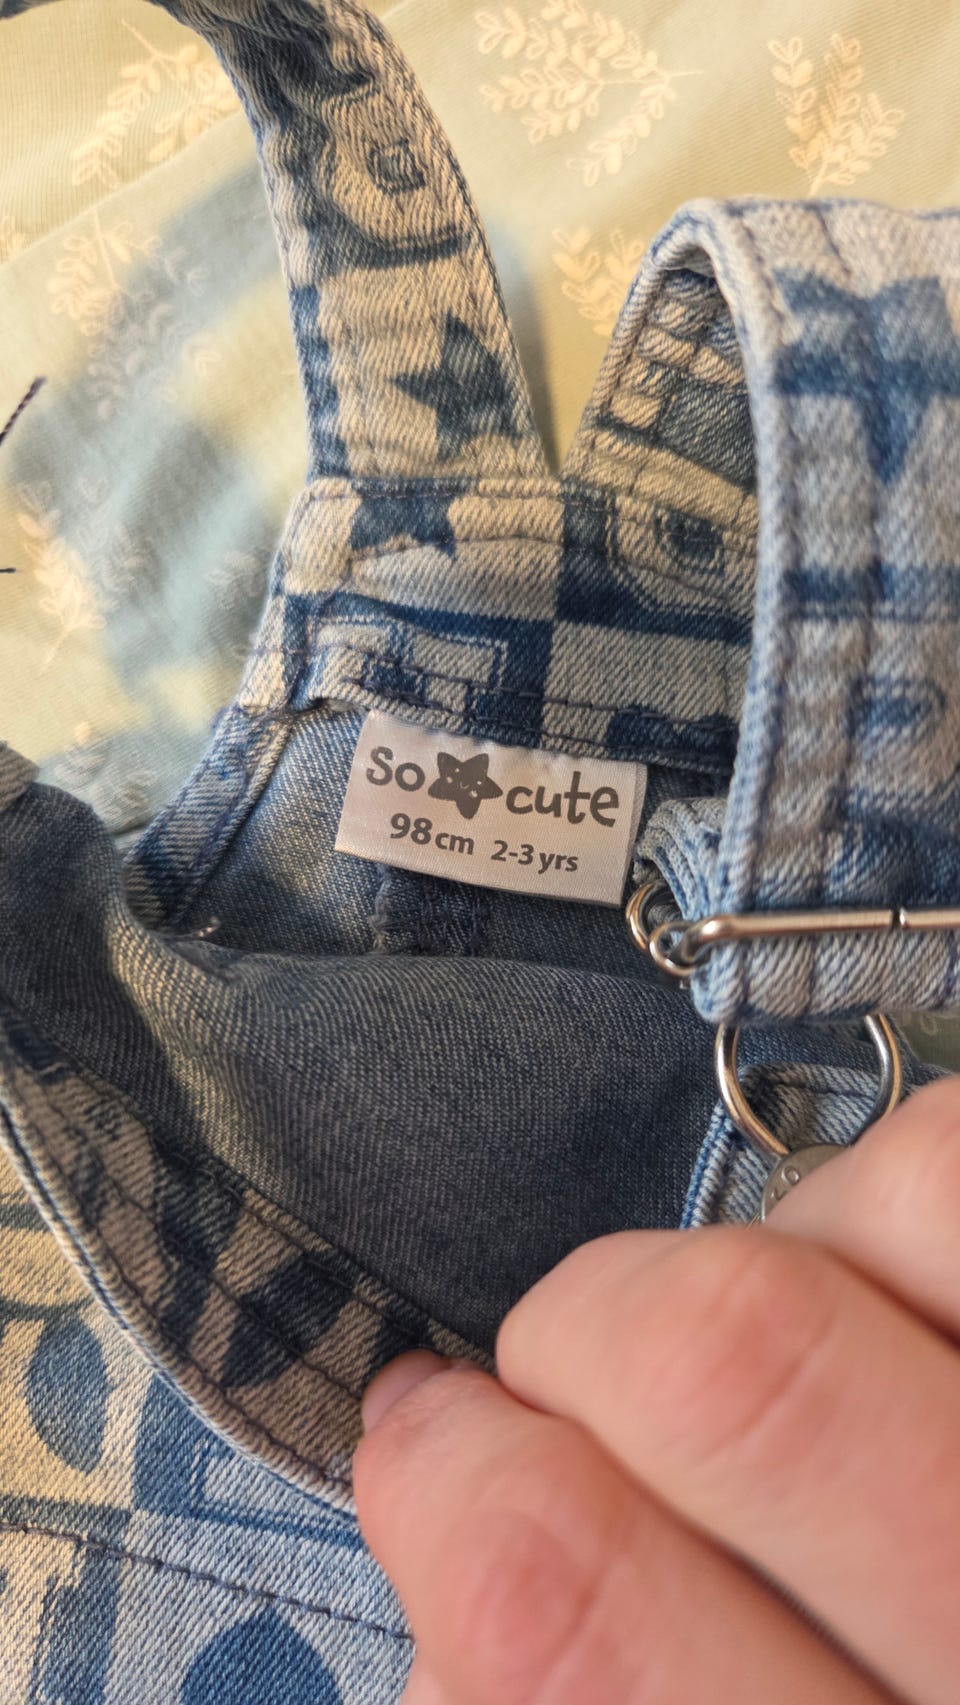 So cute
98cm 2-3 yrs